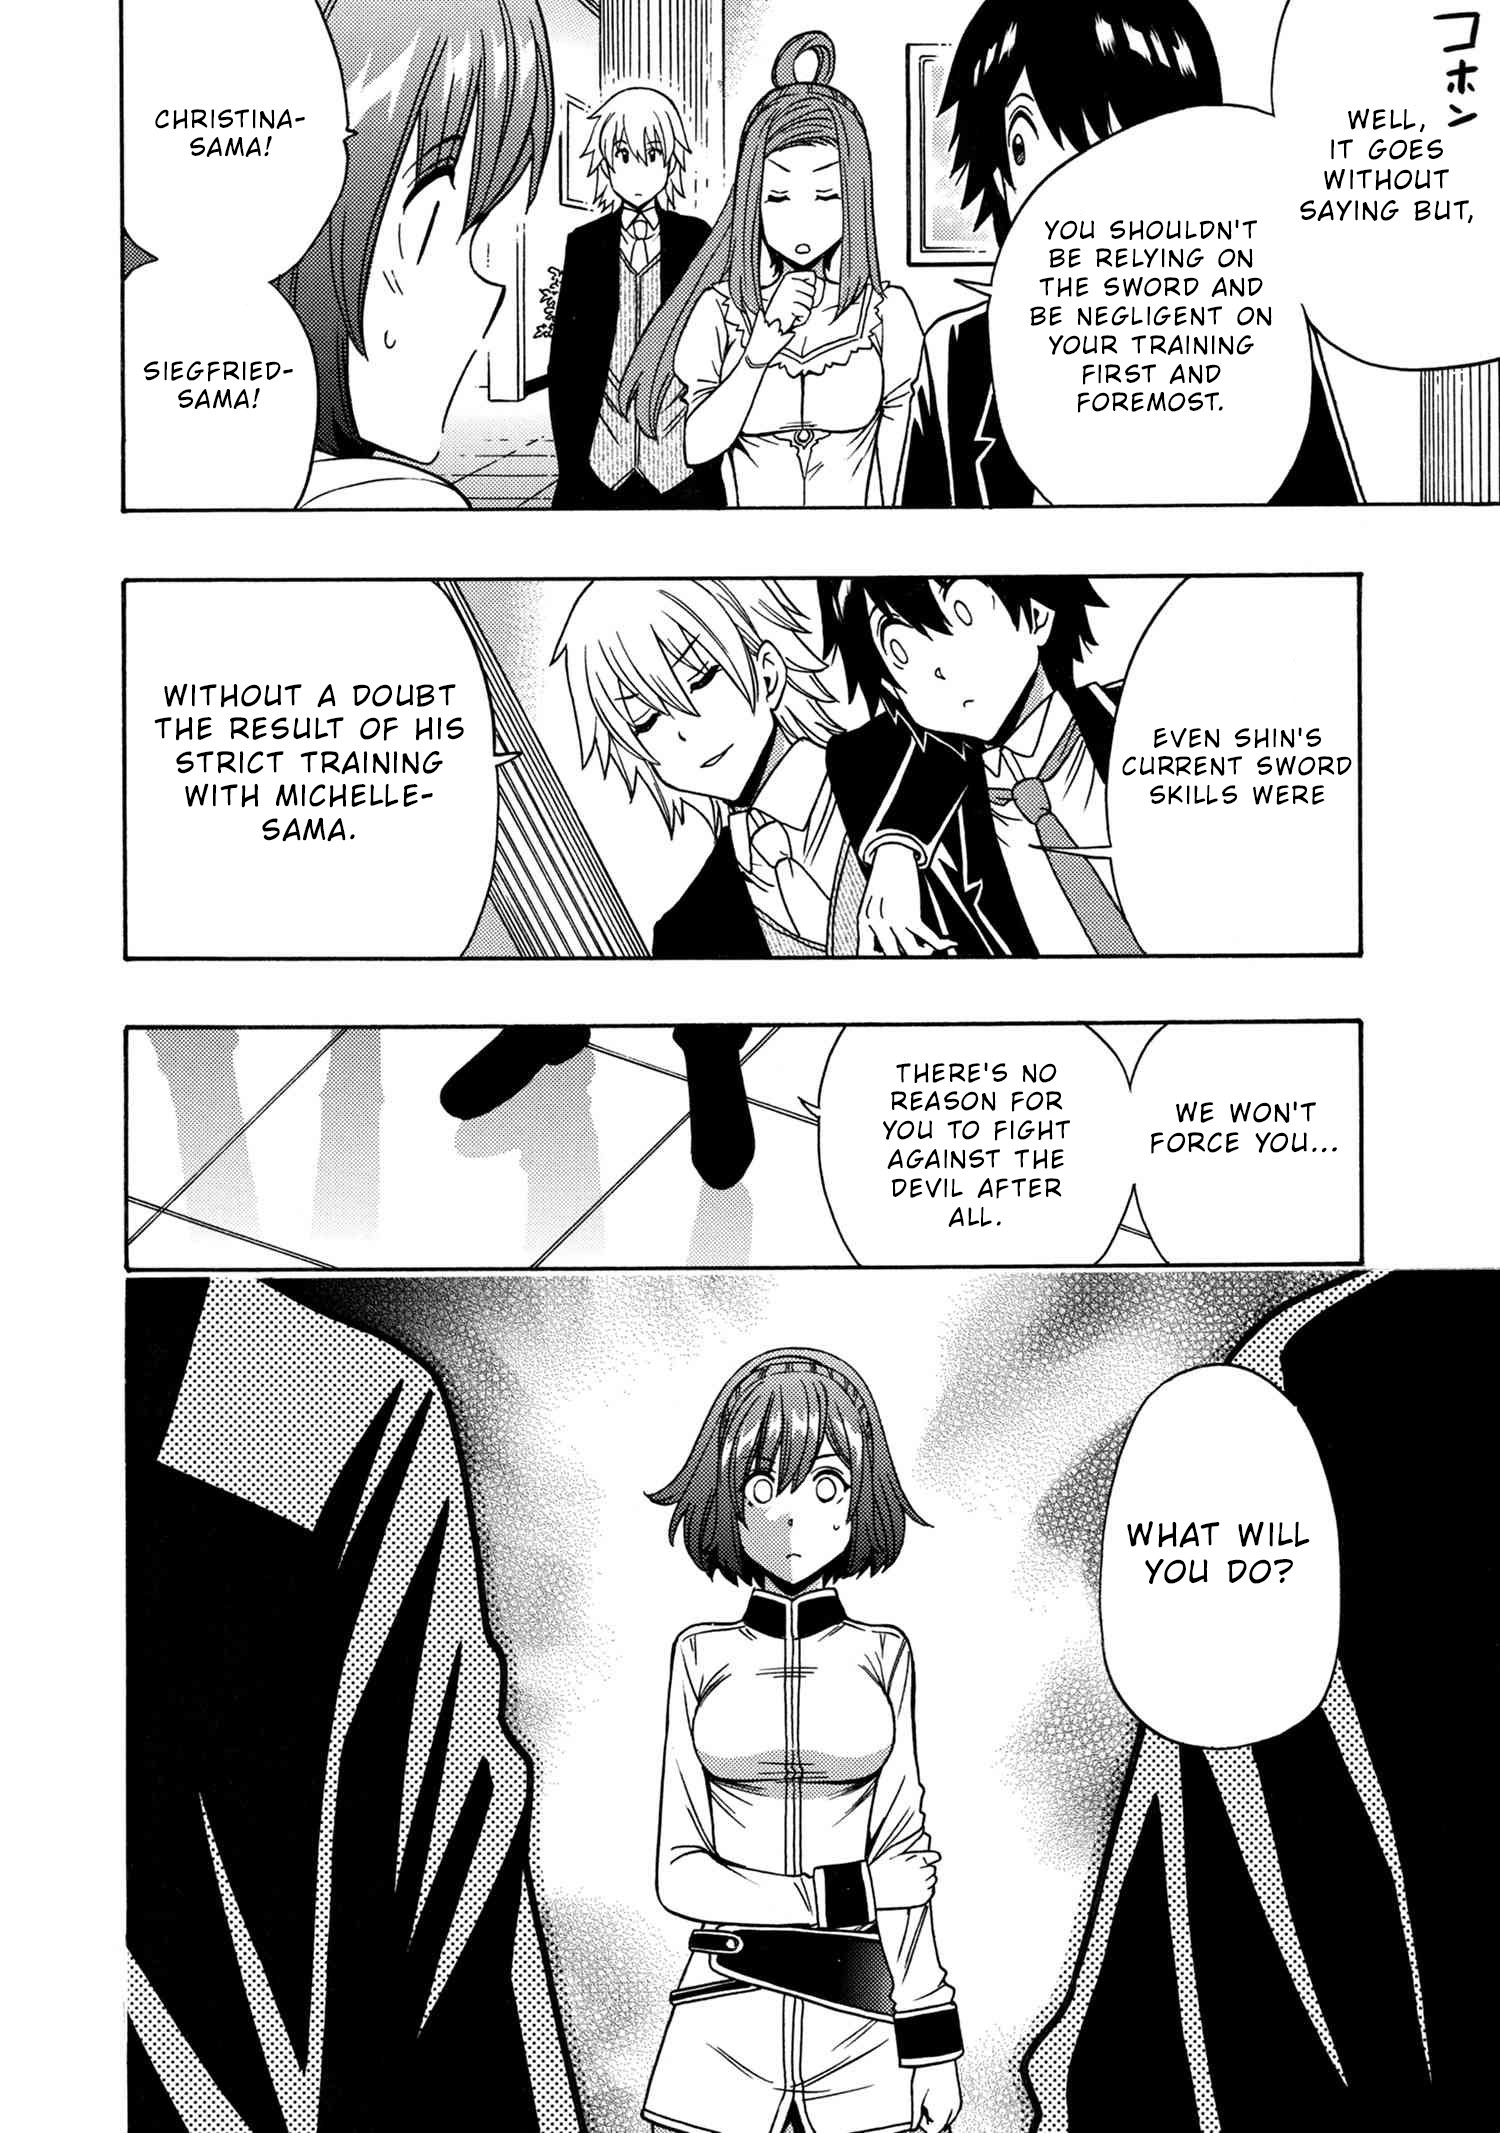 コホン
WELL,
IT GOES
WITHOUT
SAYING BUT,
YOU SHOULDN'T
BE RELYING ON
THE SWORD AND
BE NEGLIGENT ON
YOUR TRAINING
FIRST AND
FOREMOST.
CHRISTINA-
SAMA!
SIEGFRIED-
SAMA!
EVEN SHIN'S
CURRENT SWORD
SKILLS WERE
WITHOUT A DOUBT
THE RESULT OF HIS
STRICT TRAINING
WITH MICHELLE-
SAMA.
WE WON'T
FORCE YOU...
THERE'S NO
REASON FOR
YOU TO FIGHT
AGAINST THE
DEVIL AFTER
ALL.
WHAT WILL
YOU DO?